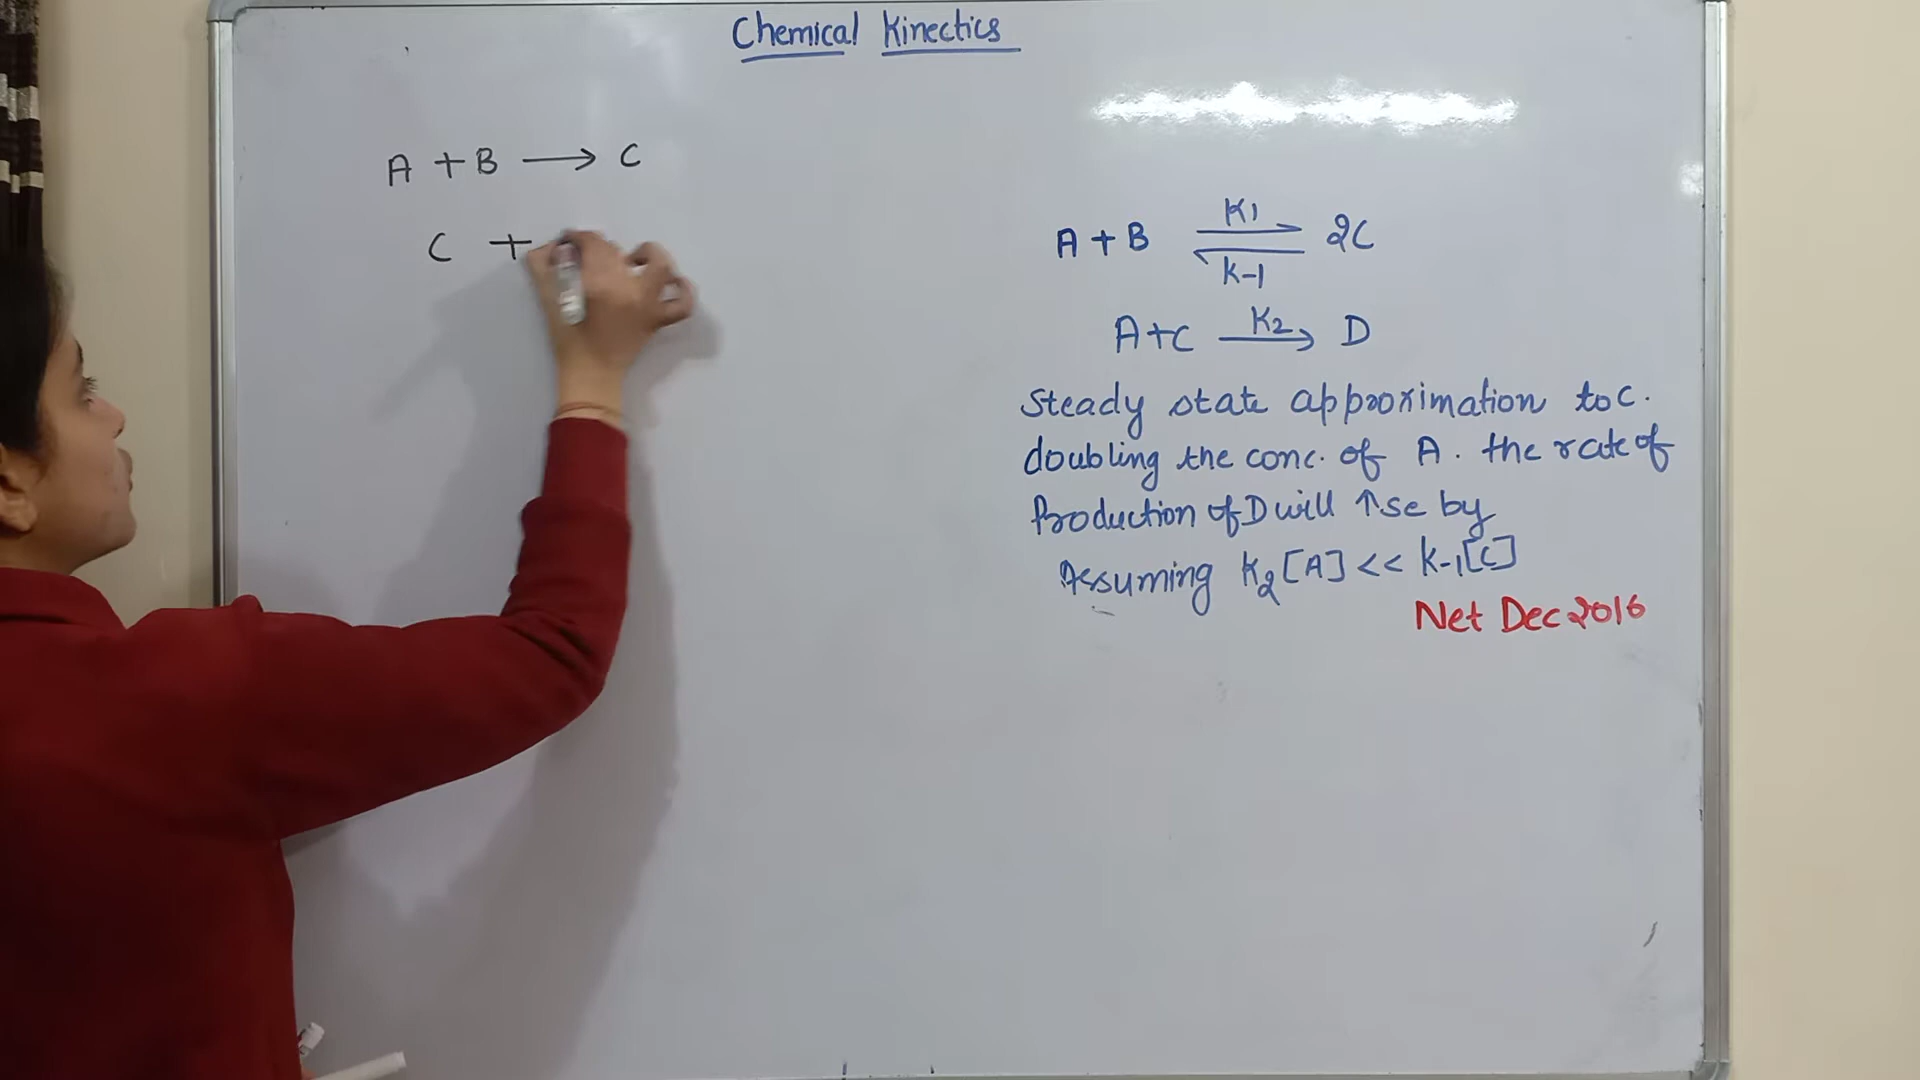 Chemical Kinectics
A + B ⟶ C
C +
A + B ⇌ 2C
K1
K-1
A+C ⟶ D
K2
Steady state approximation to C.
doubling the conc. of A. the rate of
Production of D will ↑se by
Assuming K2[A] << K-1[C]
Net Dec 2016